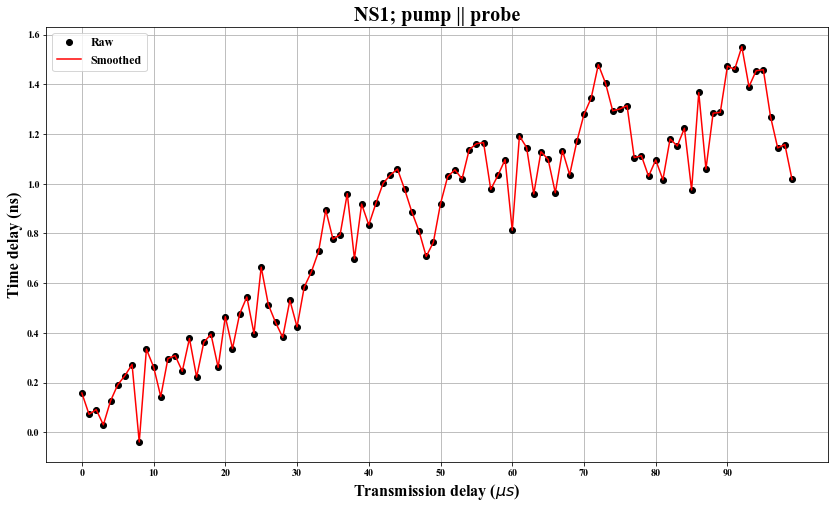 NS1; pump || probe
Raw
Smoothed
Time delay (ns)
1.6
1.4
1.2
1.0
0.8
0.6
0.4
0.2
0.0
0 10 20 30 40 50 60 70 80 90
Transmission delay (μs)